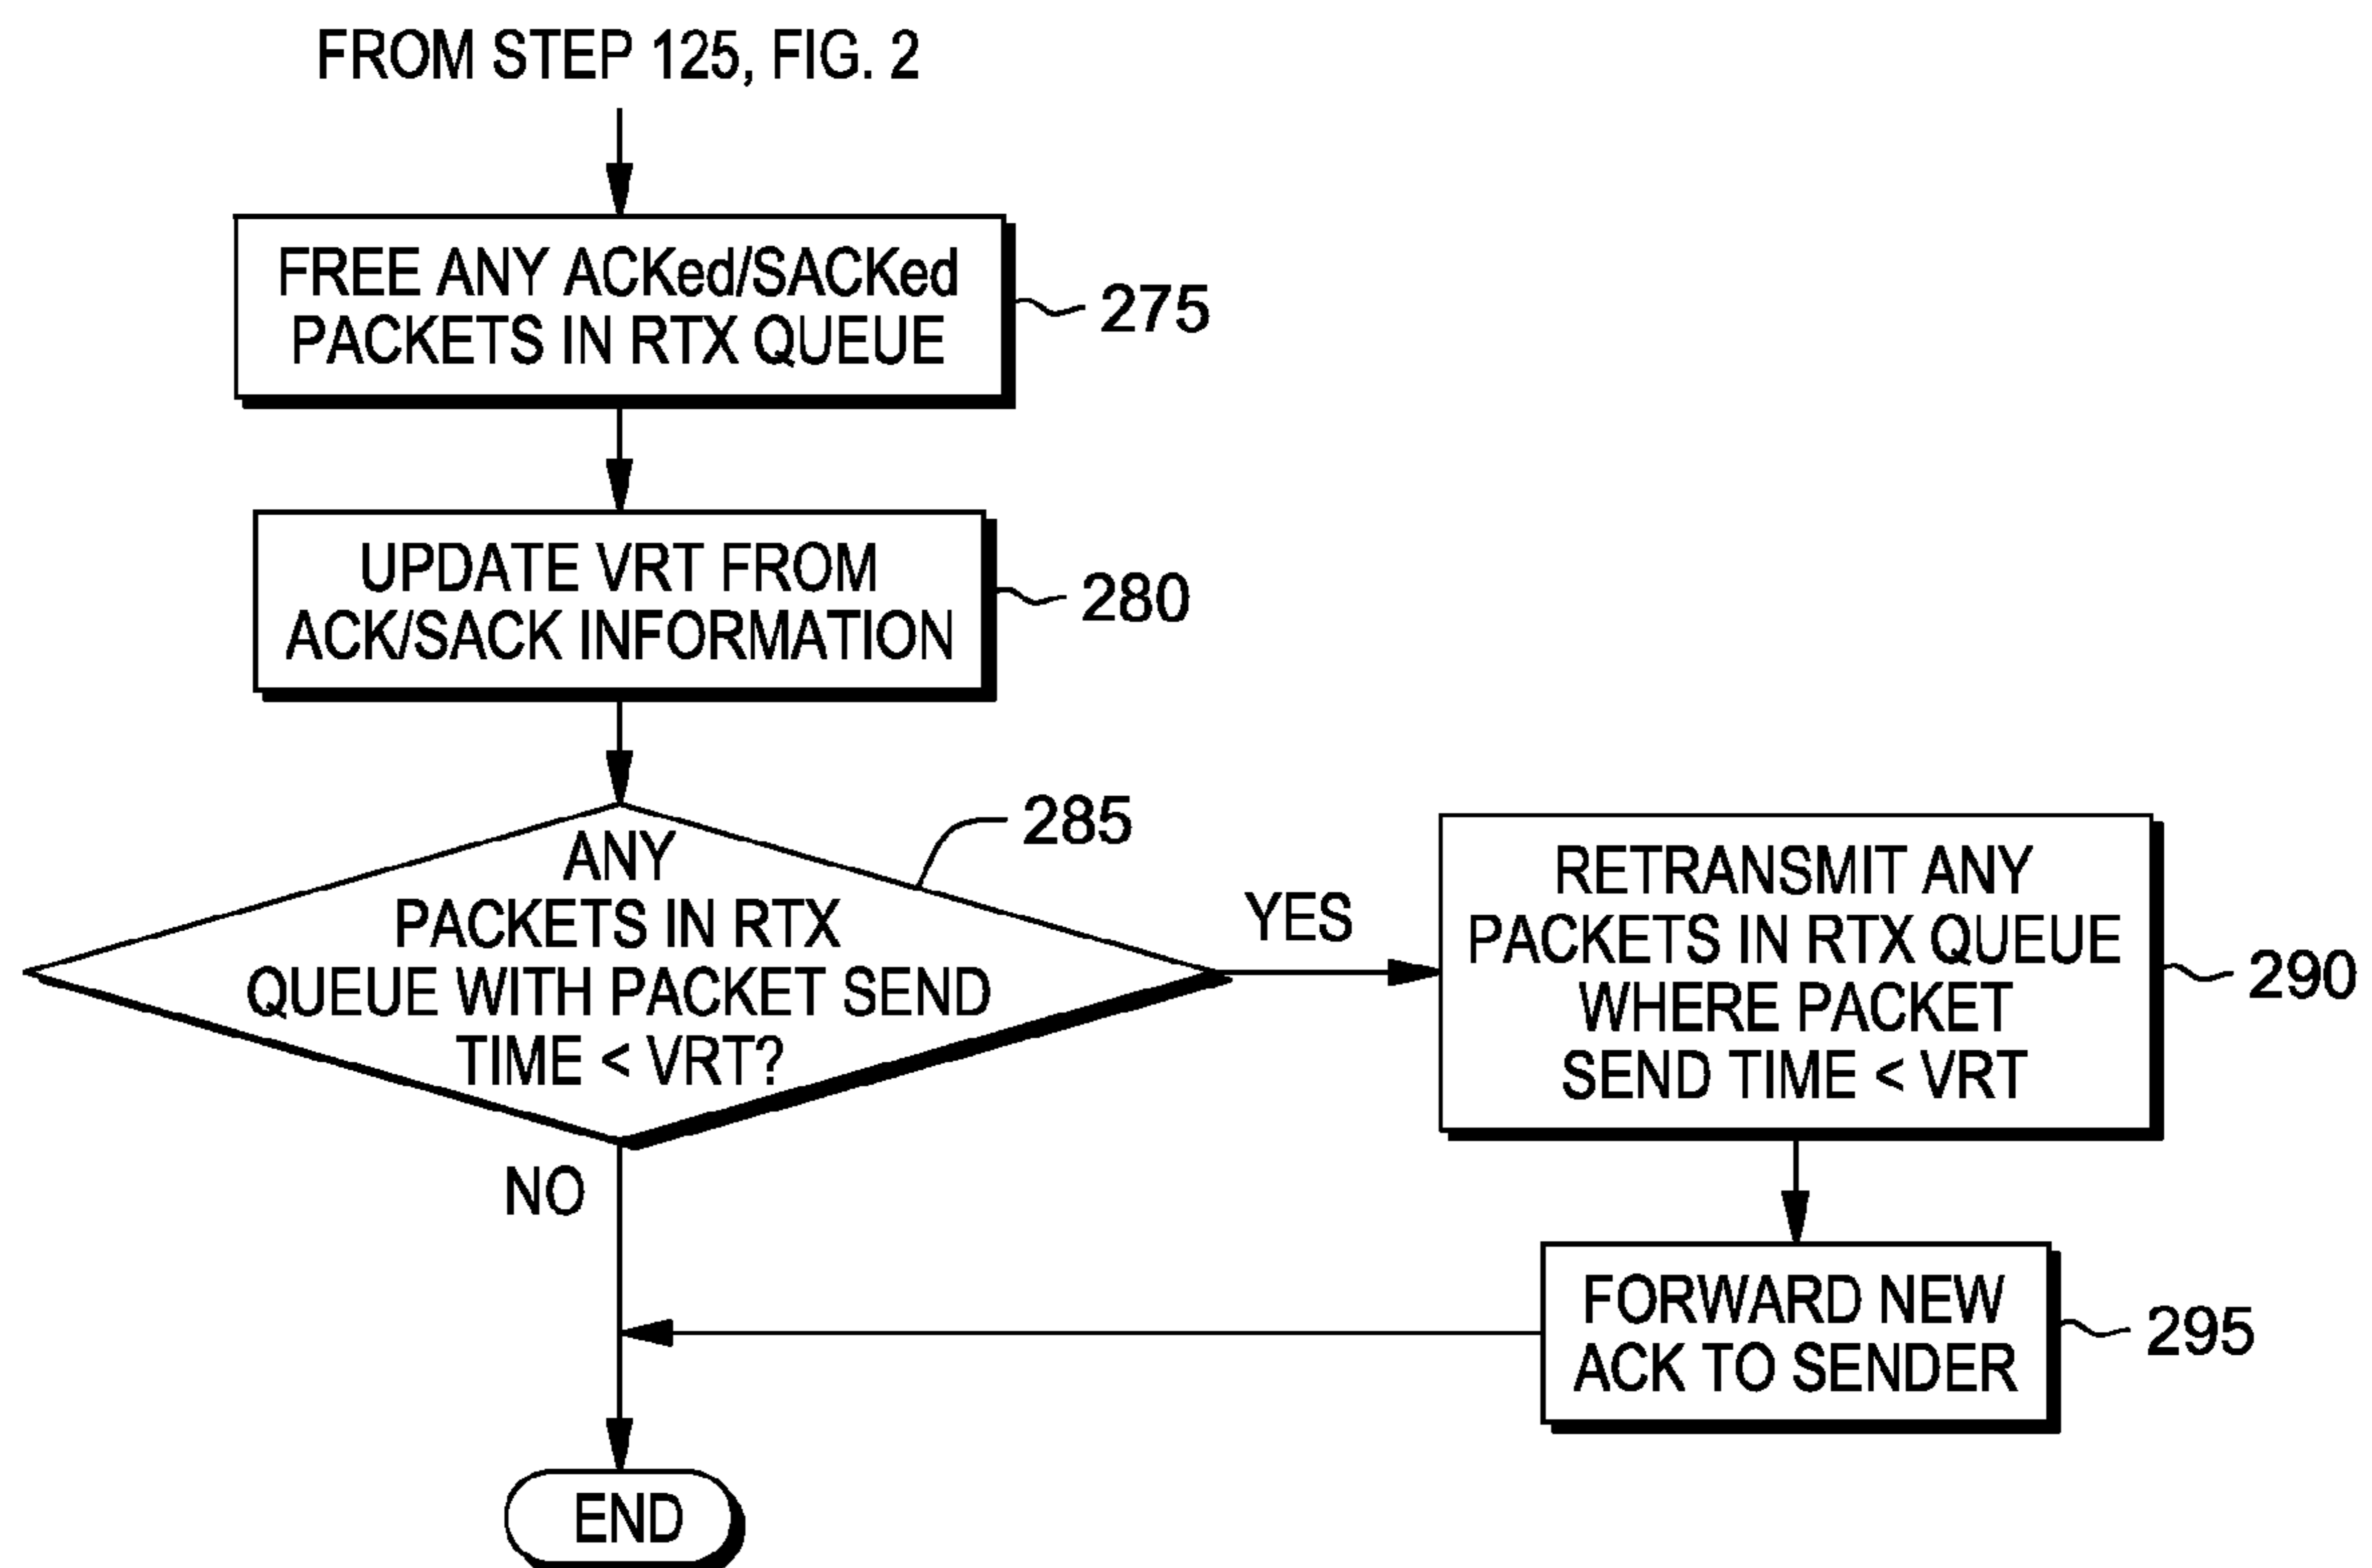 FROM STEP 125, FIG. 2
FREE ANY ACKed/SACKed
PACKETS IN RTX QUEUE
275
UPDATE VRT FROM
ACK/SACK INFORMATION
280
285
ANY
PACKETS IN RTX
QUEUE WITH PACKET SEND
TIME < VRT?
YES
RETRANSMIT ANY
PACKETS IN RTX QUEUE
WHERE PACKET
SEND TIME < VRT
290
NO
FORWARD NEW
ACK TO SENDER
295
END